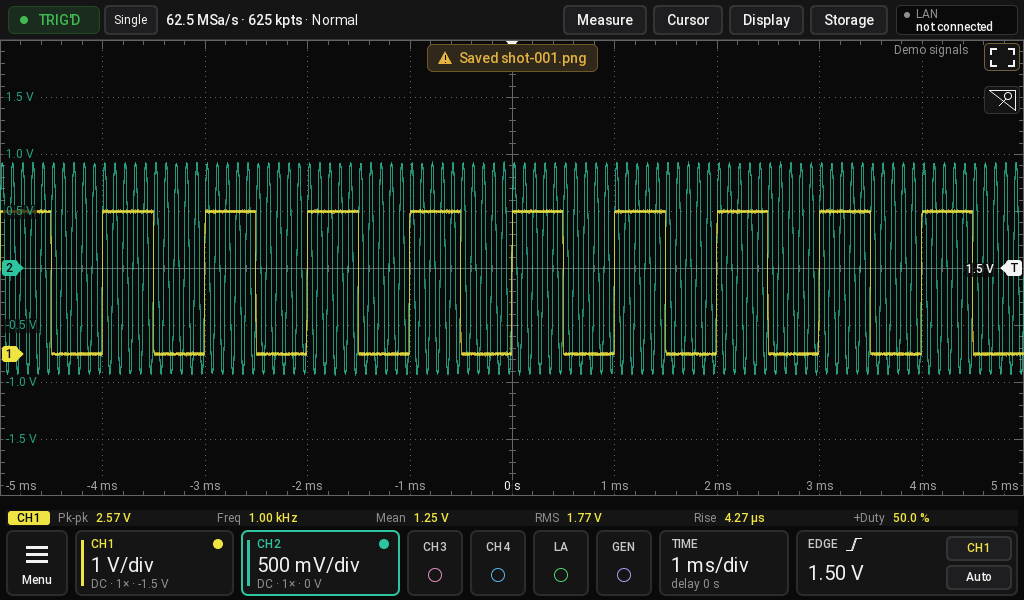 TRIG'D
Single
62.5 MSa/s · 625 kpts · Normal
Measure
Cursor
Display
Storage
LAN
not connected
Saved shot-001.png
Demo signals
1.5 V
1.0 V
0.5 V
2
1.5 V
T
-0.5 V
1
-1.0 V
-1.5 V
-5 ms
-4 ms
-3 ms
-2 ms
-1 ms
0 s
1 ms
2 ms
3 ms
4 ms
5 ms
CH1
Pk-pk 2.57 V
Freq 1.00 kHz
Mean 1.25 V
RMS 1.77 V
Rise 4.27 µs
+Duty 50.0 %
Menu
CH1
1 V/div
DC · 1× · -1.5 V
CH2
500 mV/div
DC · 1× · 0 V
CH3
CH4
LA
GEN
TIME
1 ms/div
delay 0 s
EDGE
1.50 V
CH1
Auto